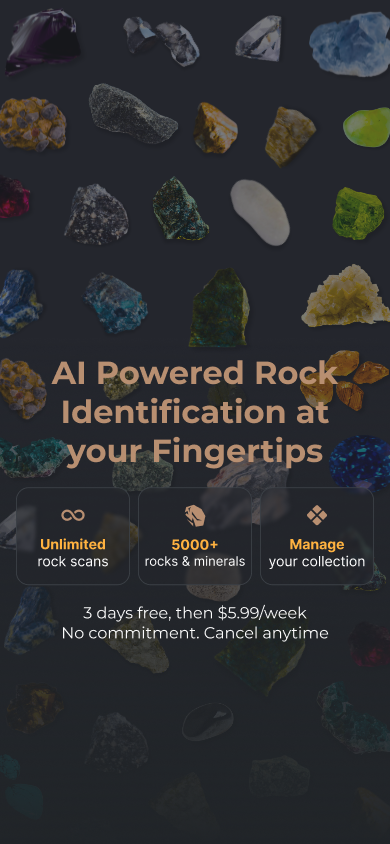 AI Powered Rock
Identification at
your Fingertips
Unlimited
rock scans
5000+
rocks & minerals
Manage
your collection
3 days free, then $5.99/week
No commitment. Cancel anytime